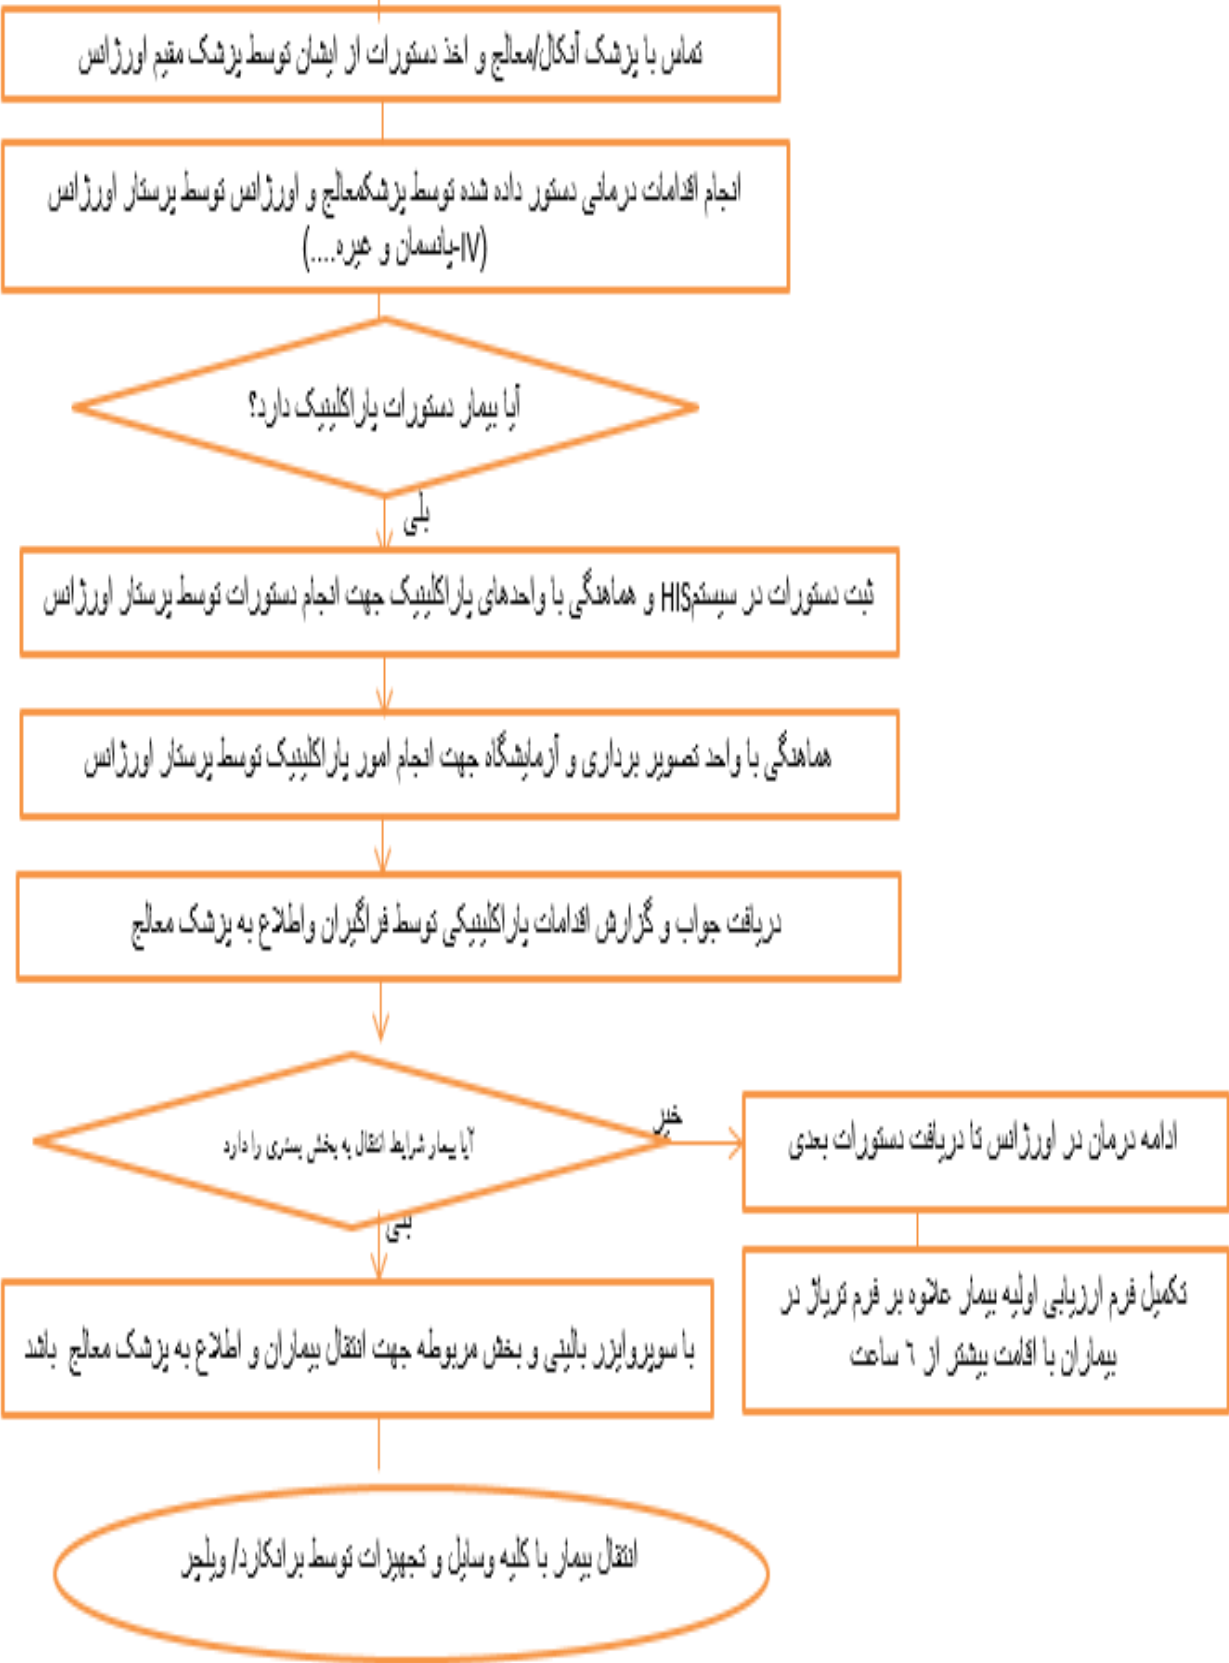 تماس با پزشک آنکال/معالج و اخذ دستورات از ایشان توسط پزشک مقیم اورژانس
انجام اقدامات درمانی دستور داده شده توسط پزشکمعالج و اورژانس توسط پرستار اورژانس
(IV-پانسمان و غیره....)
آیا بیمار دستورات پاراکلینیک دارد؟
بلی
ثبت دستورات در سیستمHIS و هماهنگی با واحدهای پاراکلینیک جهت انجام دستورات توسط پرستار اورژانس
هماهنگی با واحد تصویر برداری و آزمایشگاه جهت انجام امور پاراکلینیک توسط پرستار اورژانس
دریافت جواب و گزارش اقدامات پاراکلینیکی توسط فراگیران واطلاع به پزشک معالج
آیا بیمار شرایط انتقال به بخش بستری را دارد
خیر
ادامه درمان در اورژانس تا دریافت دستورات بعدی
تکمیل فرم ارزیابی اولیه بیمار علاوه بر فرم تریاژ در
بیماران با اقامت بیشتر از ٦ ساعت
بلی
با سوپروایزر بالینی و بخش مربوطه جهت انتقال بیماران و اطلاع به پزشک معالج باشد
انتقال بیمار با کلیه وسایل و تجهیزات توسط برانکارد/ ویلچر